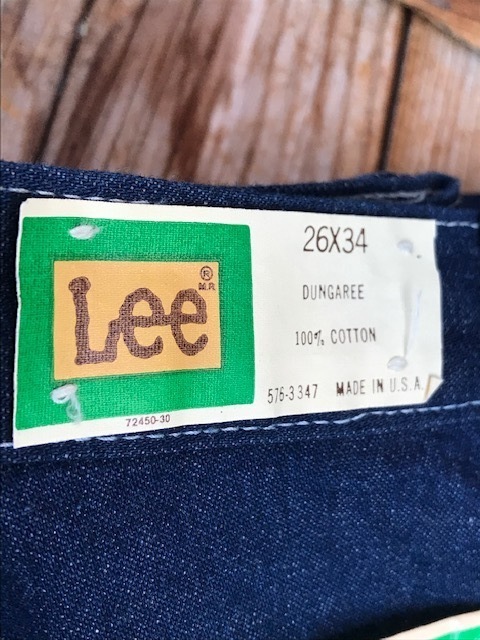 Lee ®
M.R.
72450-30
26X34
DUNGAREE
100% COTTON
576-3347 MADE IN U.S.A.